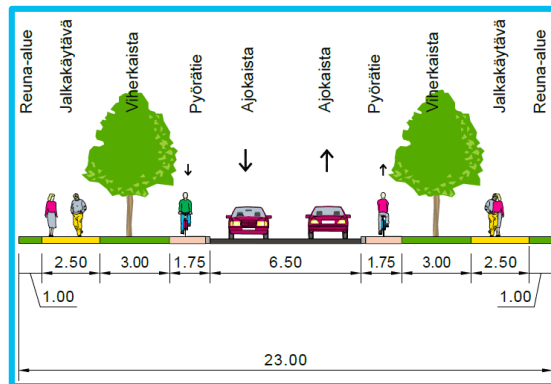 Reuna-alue
Jalkakäytävä
Viherkaista
Pyörätie
Ajokaista
Ajokaista
Pyörätie
Viherkaista
Jalkakäytävä
Reuna-alue
2.50 3.00 1.75 6.50 1.75 3.00 2.50
1.00 1.00
23.00